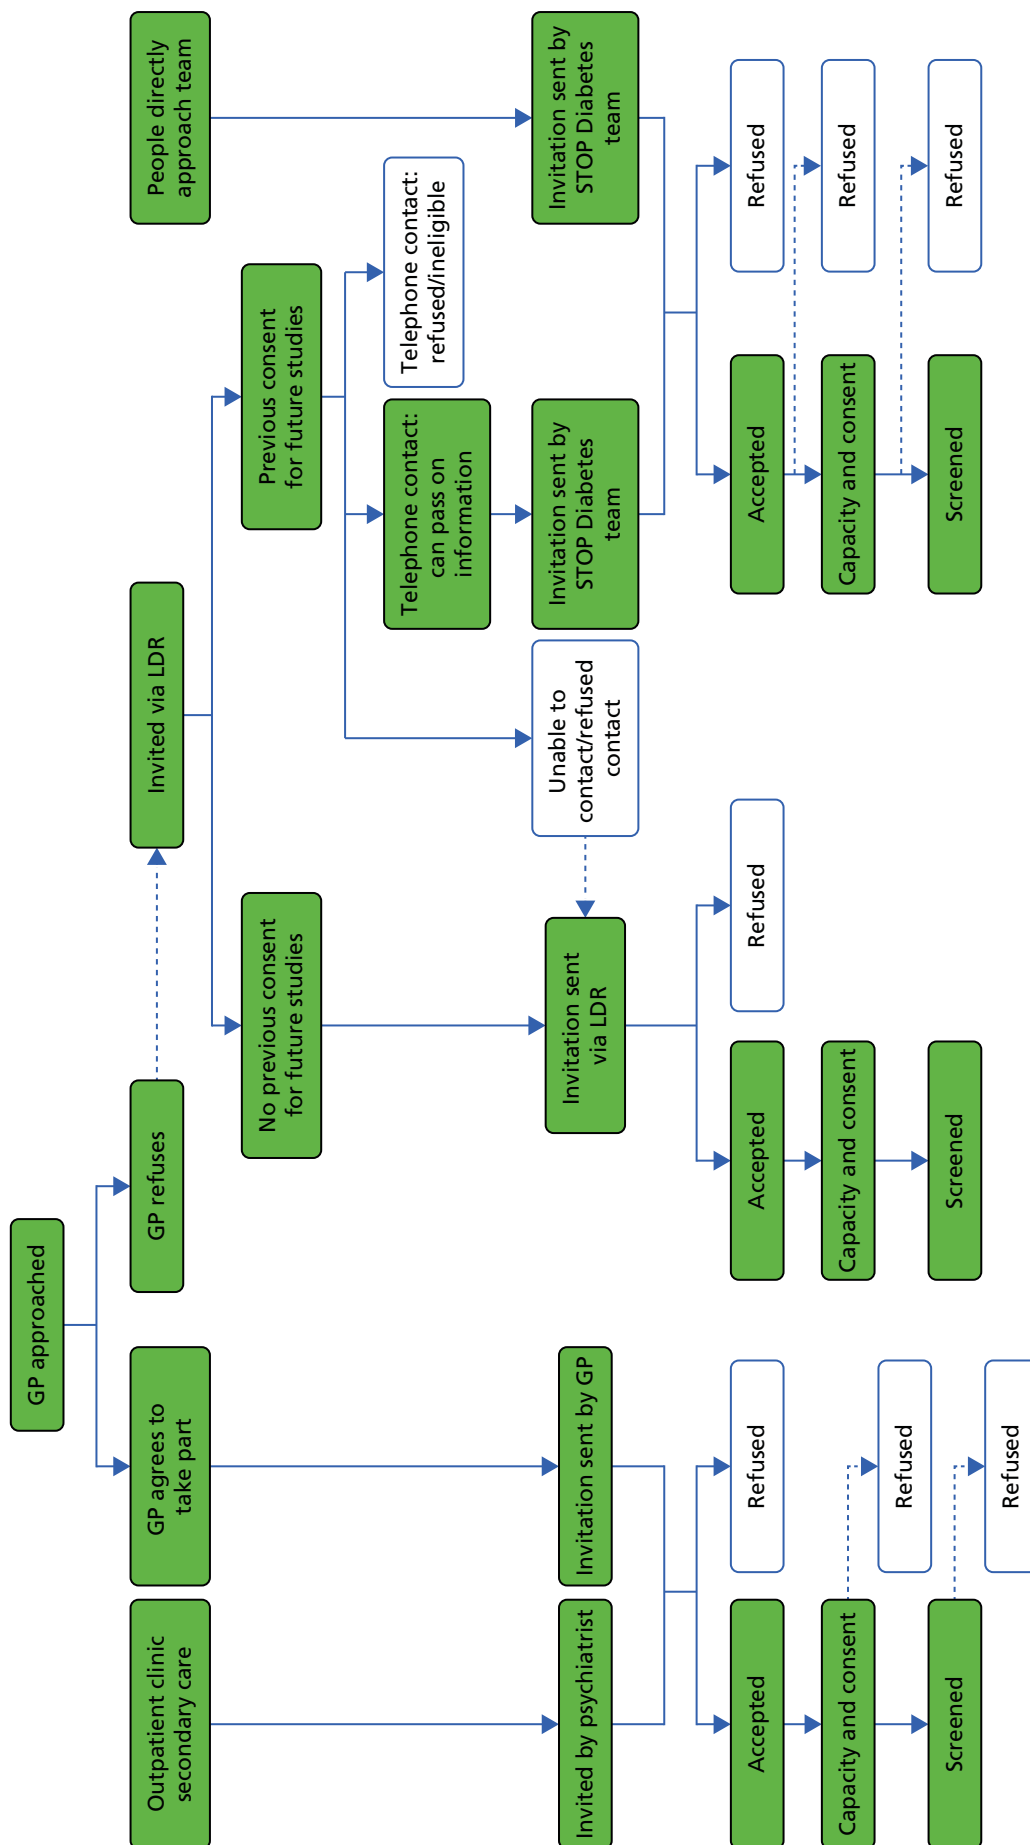 GP approached
Outpatient clinic
secondary care
GP agrees to
take part
GP refuses
Invited via LDR
People directly
approach team
No previous consent
for future studies
Previous consent
for future studies
Telephone contact:
can pass on
information
Telephone contact:
refused/ineligible
Invited by psychiatrist
Invitation sent by GP
Invitation sent
via LDR
Unable to
contact/refused
contact
Invitation sent by
STOP Diabetes
team
Invitation sent by
STOP Diabetes
team
Accepted
Refused
Accepted
Refused
Accepted
Refused
Capacity and consent
Refused
Capacity and consent
Capacity and consent
Refused
Screened
Refused
Screened
Screened
Refused